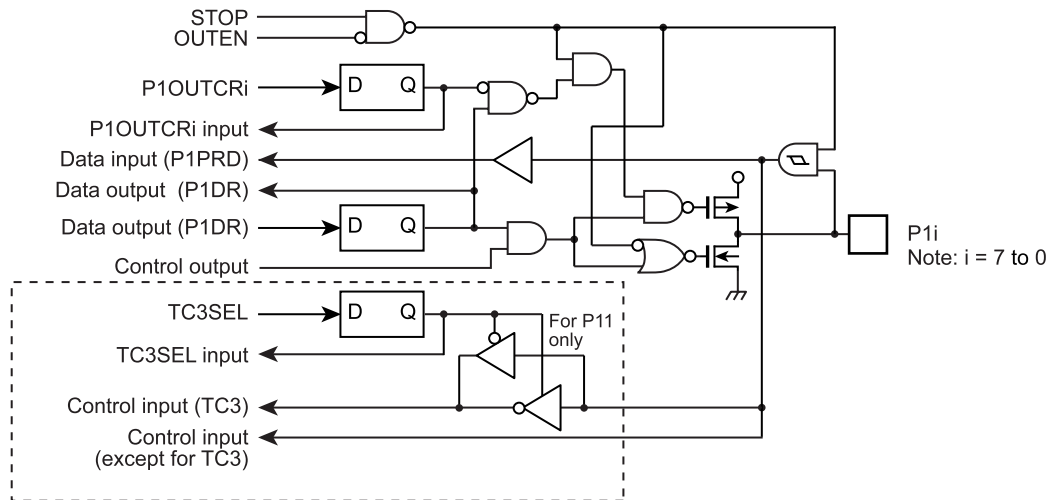 STOP
OUTEN
P1OUTCRi
D Q
P1OUTCRi input
Data input (P1PRD)
Data output (P1DR)
Data output (P1DR)
D Q
P1i
Note: i = 7 to 0
Control output
TC3SEL
D Q
For P11
only
TC3SEL input
Control input (TC3)
Control input
(except for TC3)